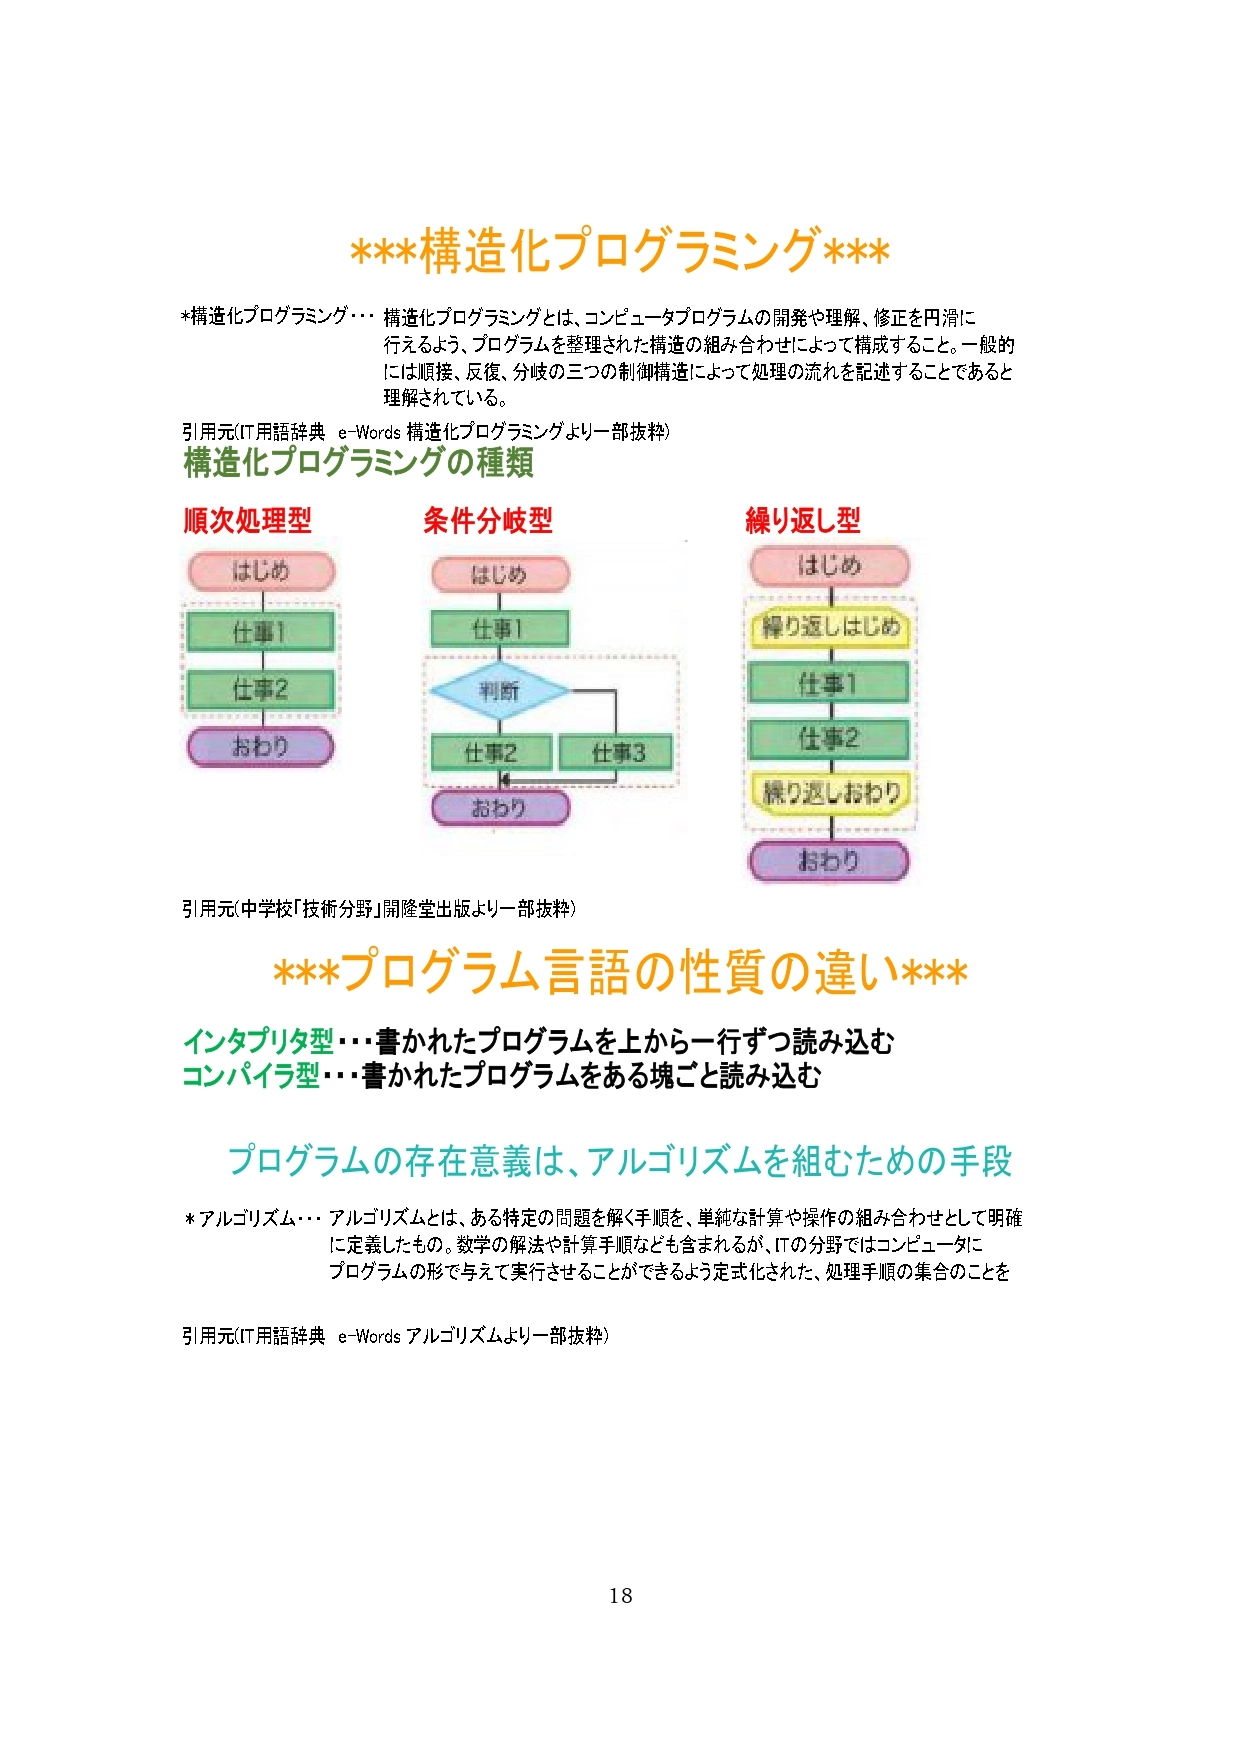 ***構造化プログラミング***
*構造化プログラミング･･･ 構造化プログラミングとは、コンピュータプログラムの開発や理解、修正を円滑に
行えるよう、プログラムを整理された構造の組み合わせによって構成すること。一般的
には順接、反復、分岐の三つの制御構造によって処理の流れを記述することであると
理解されている。
引用元(IT用語辞典 e-Words 構造化プログラミングより一部抜粋)
構造化プログラミングの種類
順次処理型
はじめ
仕事1
仕事2
おわり
条件分岐型
はじめ
仕事1
判断
仕事2 仕事3
おわり
繰り返し型
はじめ
繰り返しはじめ
仕事1
仕事2
繰り返しおわり
おわり
引用元(中学校｢技術分野｣開隆堂出版より一部抜粋)
***プログラム言語の性質の違い***
インタプリタ型･･･書かれたプログラムを上から一行ずつ読み込む
コンパイラ型･･･書かれたプログラムをある塊ごと読み込む
プログラムの存在意義は、アルゴリズムを組むための手段
*アルゴリズム･･･ アルゴリズムとは、ある特定の問題を解く手順を、単純な計算や操作の組み合わせとして明確
に定義したもの。数学の解法や計算手順なども含まれるが、ITの分野ではコンピュータに
プログラムの形で与えて実行させることができるよう定式化された、処理手順の集合のことを
引用元(IT用語辞典 e-Words アルゴリズムより一部抜粋)
18